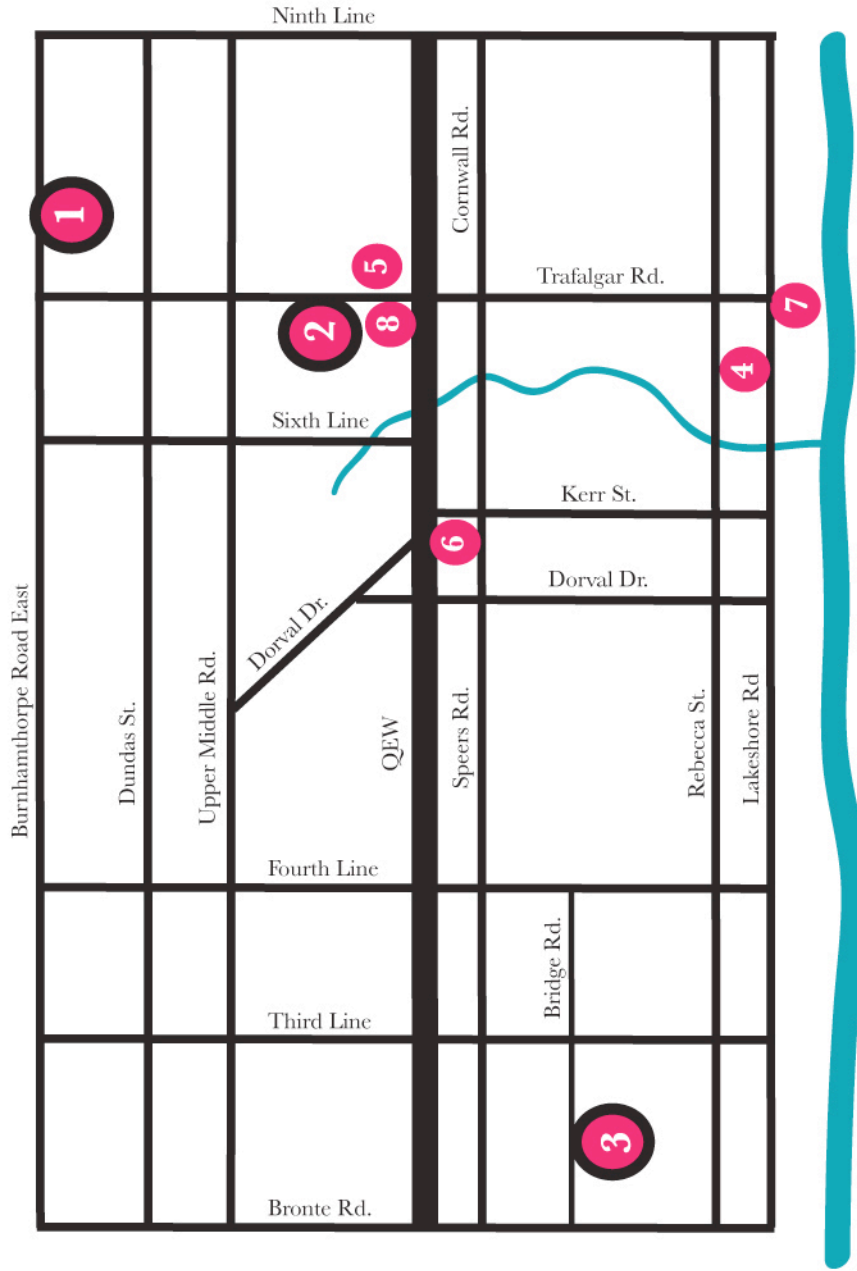 Ninth Line
Cornwall Rd.
1
5
Trafalgar Rd.
7
2
8
4
Sixth Line
Kerr St.
6
Dorval Dr.
Dorval Dr.
Burnhamthorpe Road East
Dundas St.
Upper Middle Rd.
QEW
Speers Rd.
Rebecca St.
Lakeshore Rd
Fourth Line
Bridge Rd.
Third Line
3
Bronte Rd.